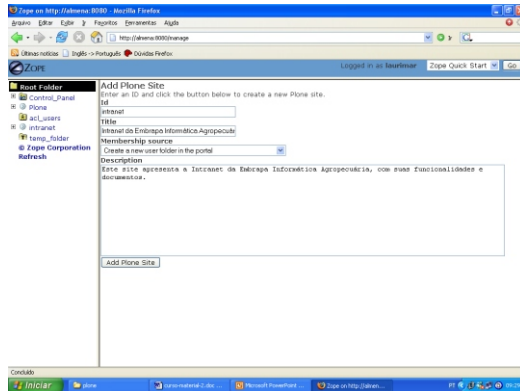 Zope on http://almena:8080 - Mozilla Firefox
Arquivo Editar Exibir Ir Favoritos Ferramentas Ajuda
http://almena:8080/manage
Últimas notícias Inglês -> Português Dúvidas Firefox
ZOPE
Logged in as laurimar
Zope Quick Start
Go
Root Folder
Control_Panel
Plone
acl_users
intranet
temp_folder
© Zope Corporation
Refresh
Add Plone Site
Enter an ID and click the button below to create a new Plone site.
Id
intranet
Title
Intranet da Embrapa Informática Agropecuár
Membership source
Create a new user folder in the portal
Description
Este site apresenta a Intranet da Embrapa Informática Agropecuária, com suas funcionalidades e
documentos.
Add Plone Site
Concluído
Iniciar
plone
curso-material-2.doc ...
Microsoft PowerPoint ...
Zope on http://almen...
PT